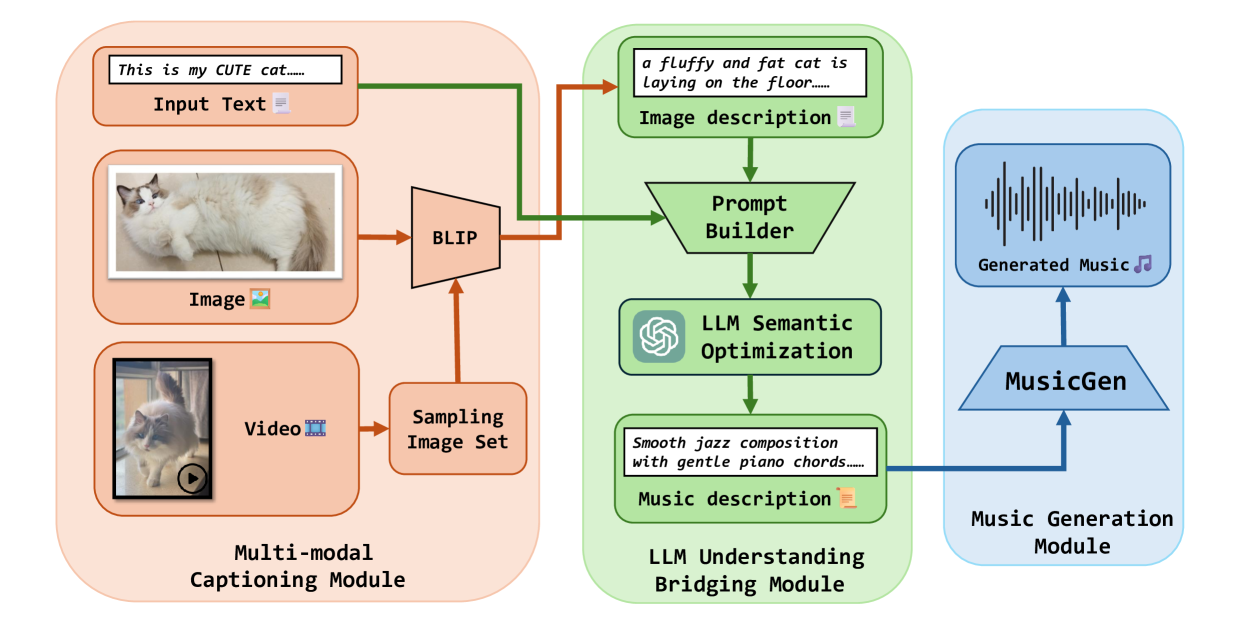 This is my CUTE cat……
Input Text
Image
Video
BLIP
Sampling
Image Set
Multi-modal
Captioning Module
a fluffy and fat cat is
laying on the floor……
Image description
Prompt
Builder
LLM Semantic
Optimization
Smooth jazz composition
with gentle piano chords……
Music description
LLM Understanding
Bridging Module
Generated Music
MusicGen
Music Generation
Module